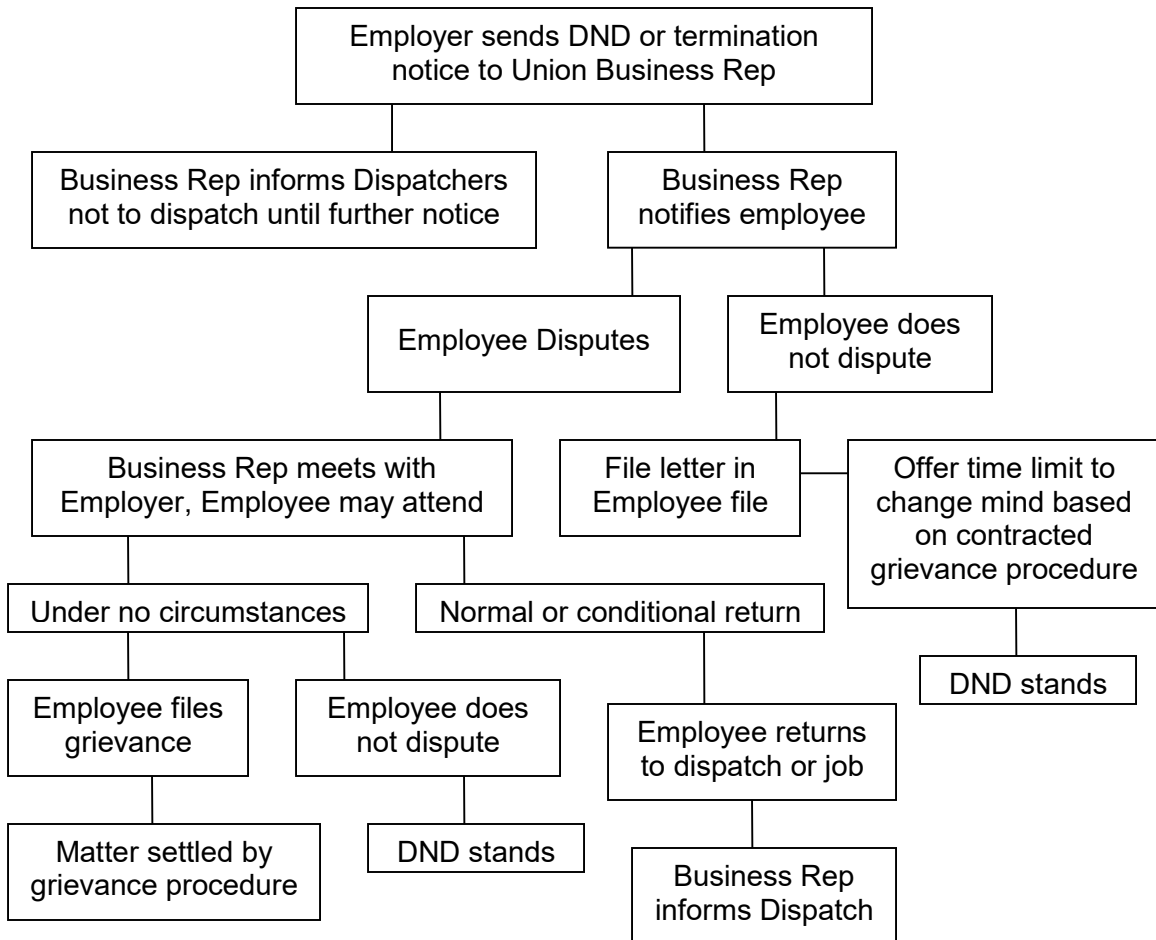 Employer sends DND or termination
notice to Union Business Rep
Business Rep informs Dispatchers
not to dispatch until further notice
Business Rep
notifies employee
Employee Disputes
Employee does
not dispute
Business Rep meets with
Employer, Employee may attend
File letter in
Employee file
Offer time limit to
change mind based
on contracted
grievance procedure
Under no circumstances
Normal or conditional return
DND stands
Employee files
grievance
Employee does
not dispute
Employee returns
to dispatch or job
Matter settled by
grievance procedure
DND stands
Business Rep
informs Dispatch